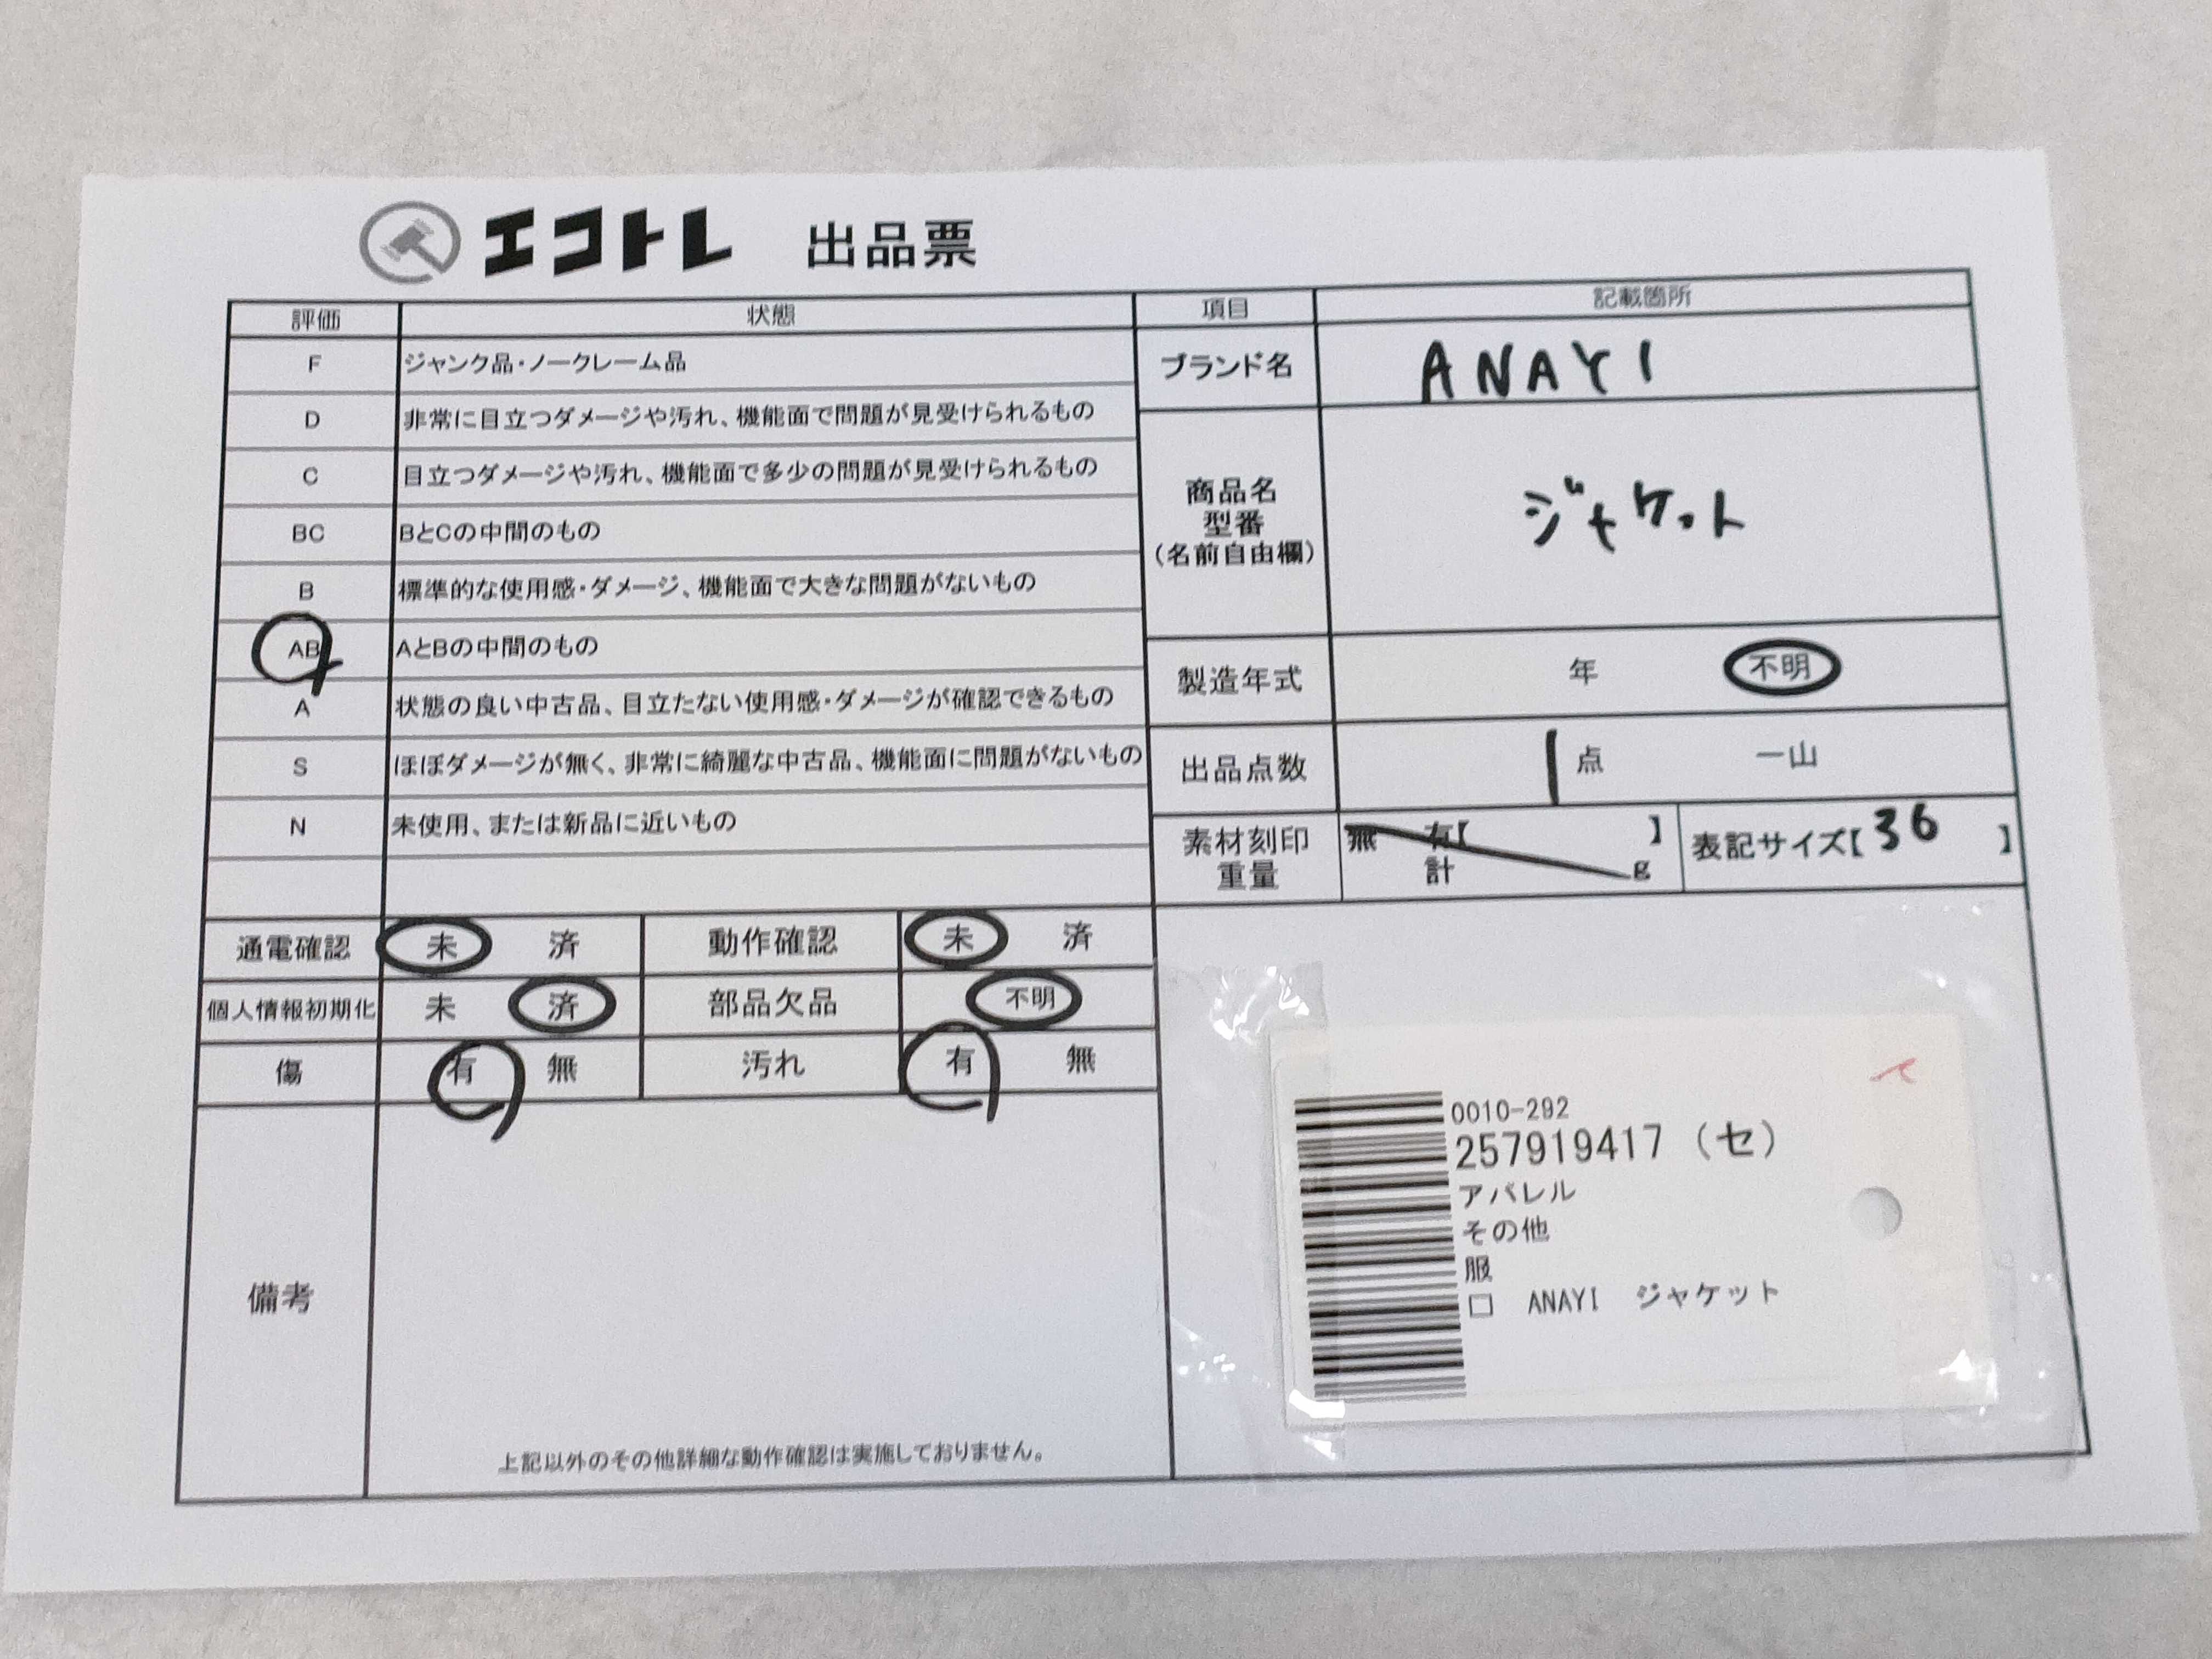 エコトレ 出品票
評価 状態
F ジャンク品・ノークレーム品
D 非常に目立つダメージや汚れ、機能面で問題が見受けられるもの
C 目立つダメージや汚れ、機能面で多少の問題が見受けられるもの
BC BとCの中間のもの
B 標準的な使用感・ダメージ、機能面で大きな問題がないもの
AB AとBの中間のもの
A 状態の良い中古品、目立たない使用感・ダメージが確認できるもの
S ほぼダメージが無く、非常に綺麗な中古品、機能面に問題がないもの
N 未使用、または新品に近いもの
項目 記載箇所
ブランド名 ANAYI
商品名
型番
(名前自由欄)
ジャケット
製造年式 年 不明
出品点数 1 点 一山
素材刻印 無 有【 】
重量 計 g
表記サイズ【36 】
通電確認 未 済 動作確認 未 済
個人情報初期化 未 済 部品欠品 不明
傷 有 無 汚れ 有 無
備考
上記以外のその他詳細な動作確認は実施しておりません。
0010-292
257919417 (セ)
アパレル
その他
服
□ ANAYI ジャケット